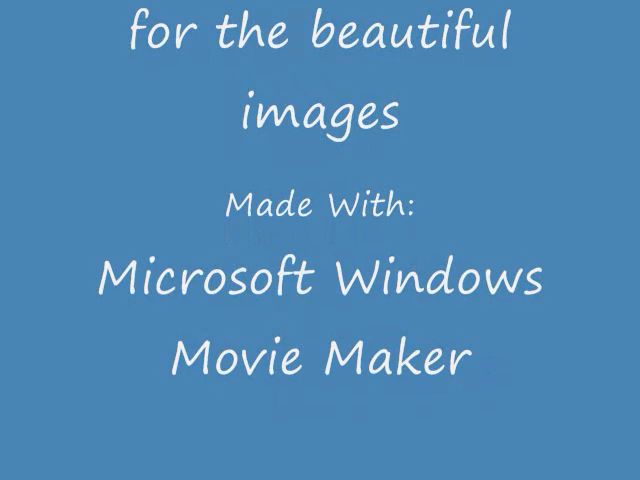 for the beautiful
images
Made With:
Microsoft Windows
Movie Maker